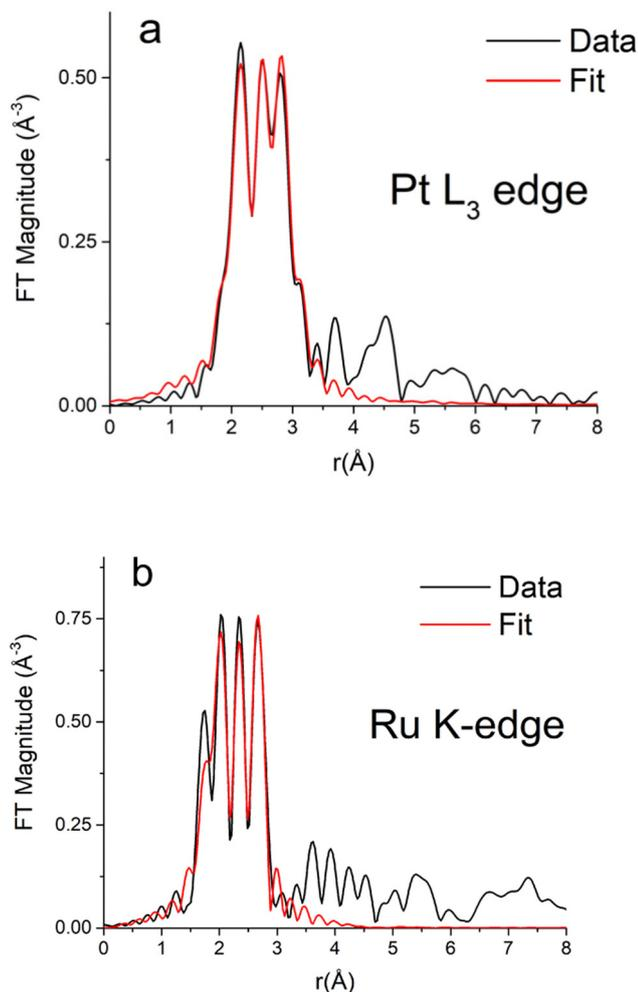 a
Data
Fit
Pt L₃ edge
FT Magnitude (Å⁻³)
0.50
0.25
0.00
0 1 2 3 4 5 6 7 8
r(Å)
b
Data
Fit
Ru K-edge
FT Magnitude (Å⁻³)
0.75
0.50
0.25
0.00
0 1 2 3 4 5 6 7 8
r(Å)